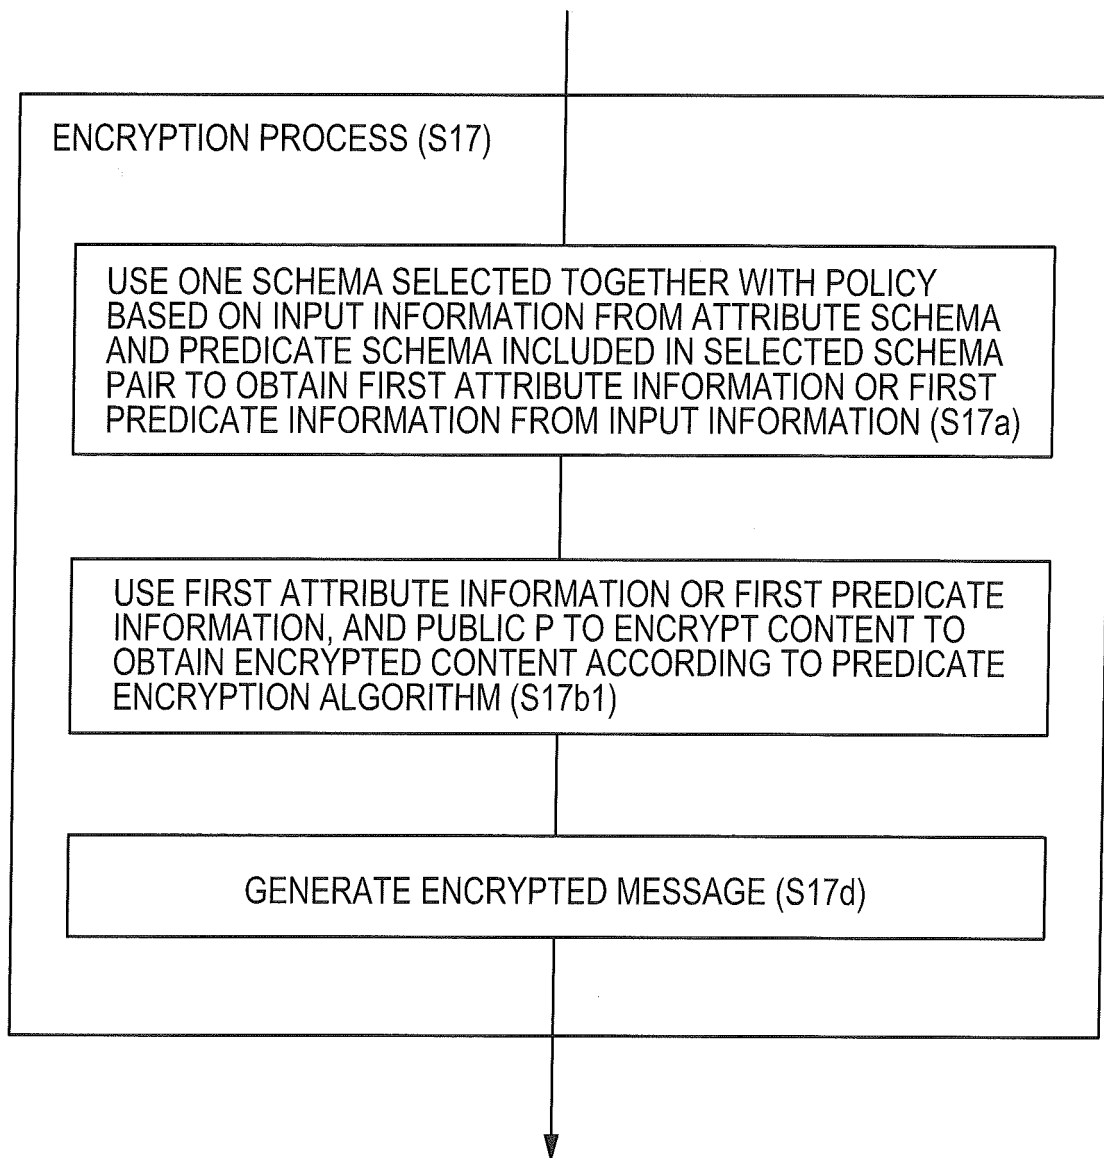 ENCRYPTION PROCESS (S17)
USE ONE SCHEMA SELECTED TOGETHER WITH POLICY
BASED ON INPUT INFORMATION FROM ATTRIBUTE SCHEMA
AND PREDICATE SCHEMA INCLUDED IN SELECTED SCHEMA
PAIR TO OBTAIN FIRST ATTRIBUTE INFORMATION OR FIRST
PREDICATE INFORMATION FROM INPUT INFORMATION (S17a)
USE FIRST ATTRIBUTE INFORMATION OR FIRST PREDICATE
INFORMATION, AND PUBLIC P TO ENCRYPT CONTENT TO
OBTAIN ENCRYPTED CONTENT ACCORDING TO PREDICATE
ENCRYPTION ALGORITHM (S17b1)
GENERATE ENCRYPTED MESSAGE (S17d)